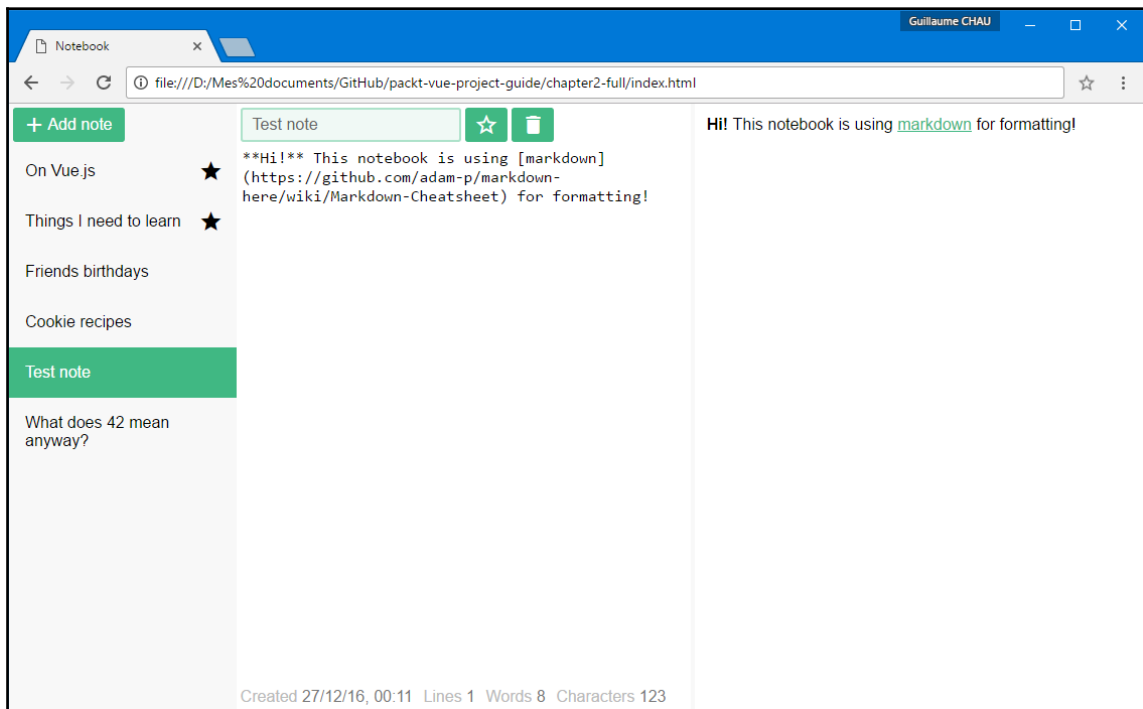 Guillaume CHAU
Notebook
file:///D:/Mes%20documents/GitHub/packt-vue-project-guide/chapter2-full/index.html
+ Add note
On Vue.js
Things I need to learn
Friends birthdays
Cookie recipes
Test note
What does 42 mean
anyway?
Test note
**Hi!** This notebook is using [markdown]
(https://github.com/adam-p/markdown-
here/wiki/Markdown-Cheatsheet) for formatting!
Created 27/12/16, 00:11 Lines 1 Words 8 Characters 123
Hi! This notebook is using markdown for formatting!